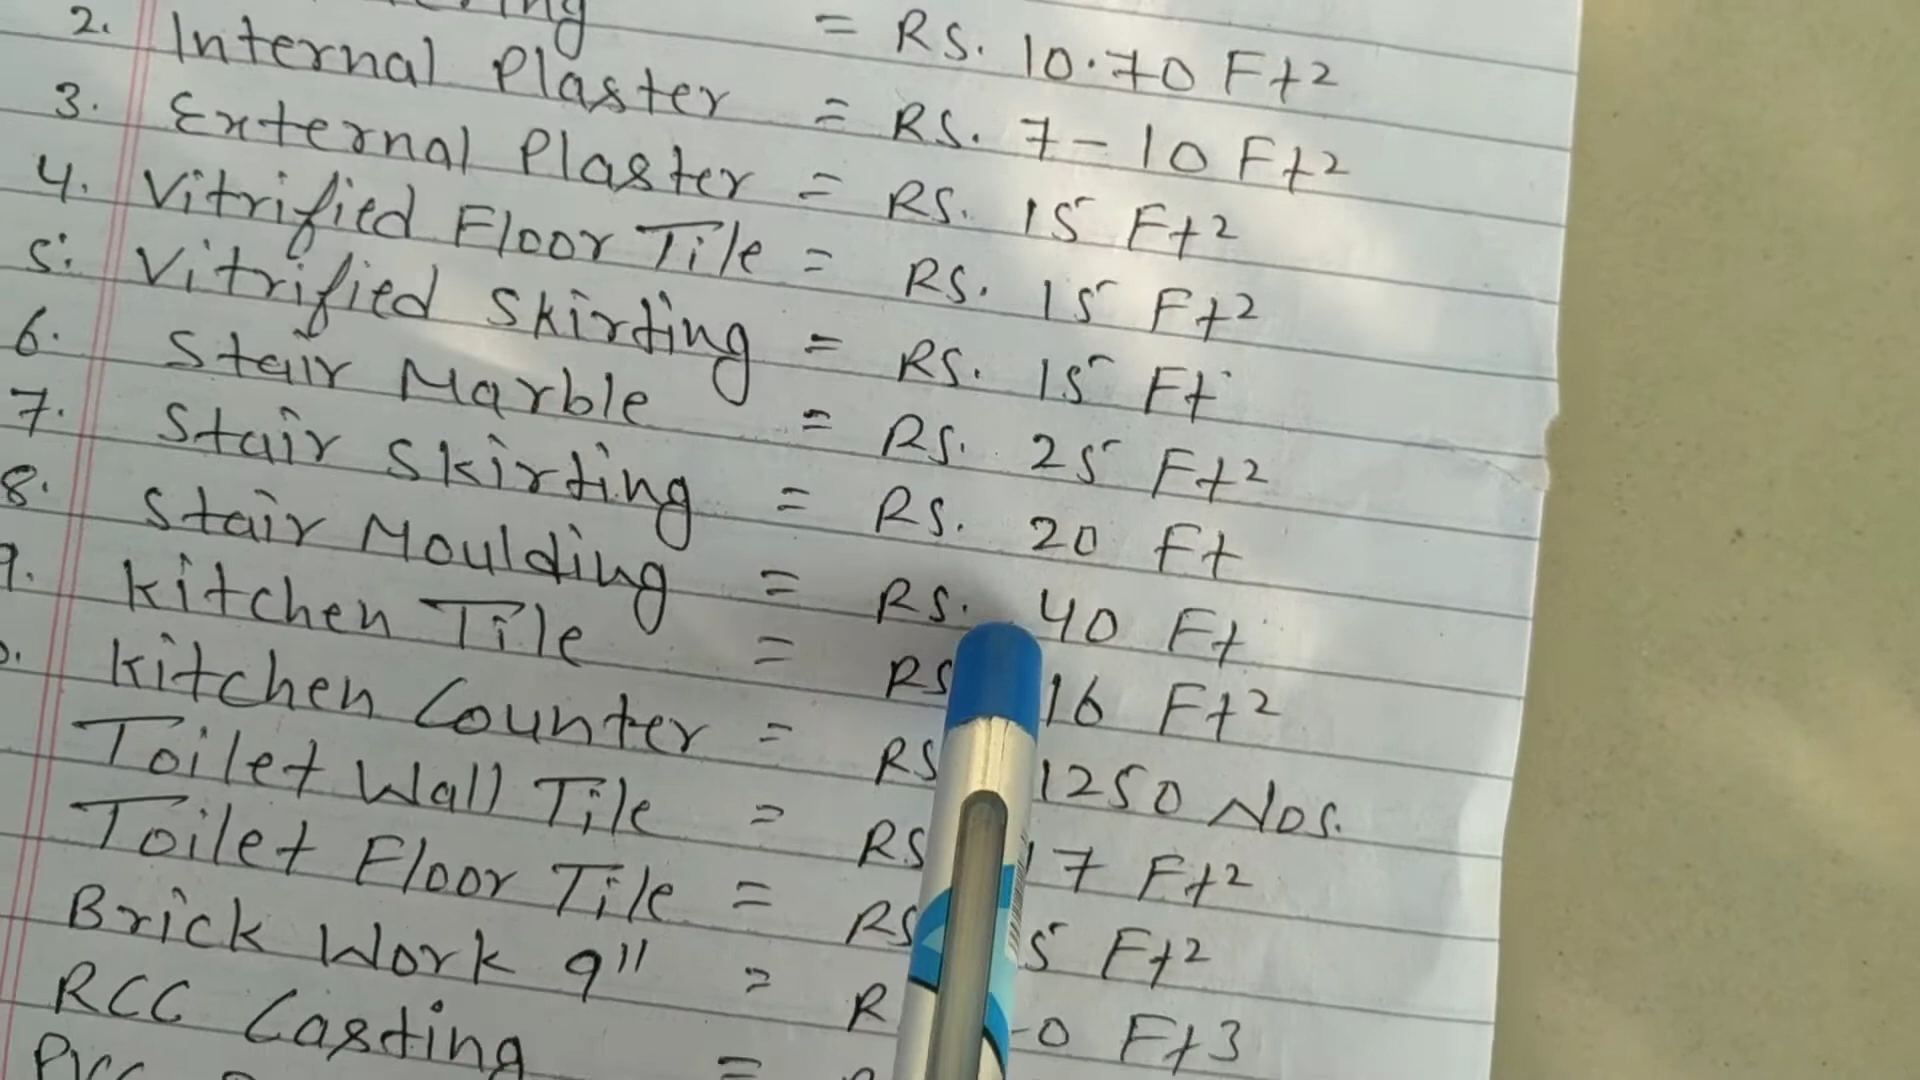 = RS. 10.70 Ft2
2. Internal Plaster = RS. 7-10 Ft2
3. External Plaster = RS. 15 Ft2
4. Vitrified Floor Tile = RS. 15 Ft2
5. Vitrified Skirting = RS. 15 Ft
6. Stair Marble = RS. 25 Ft2
7. Stair Skirting = RS. 20 Ft
8. Stair Moulding = RS. 40 Ft
9. Kitchen Tile = RS 16 Ft2
Kitchen Counter = RS 1250 Nos.
Toilet Wall Tile = RS 17 Ft2
Toilet Floor Tile = RS 5 Ft2
Brick Work 9" = R 0 Ft3
RCC Casting =